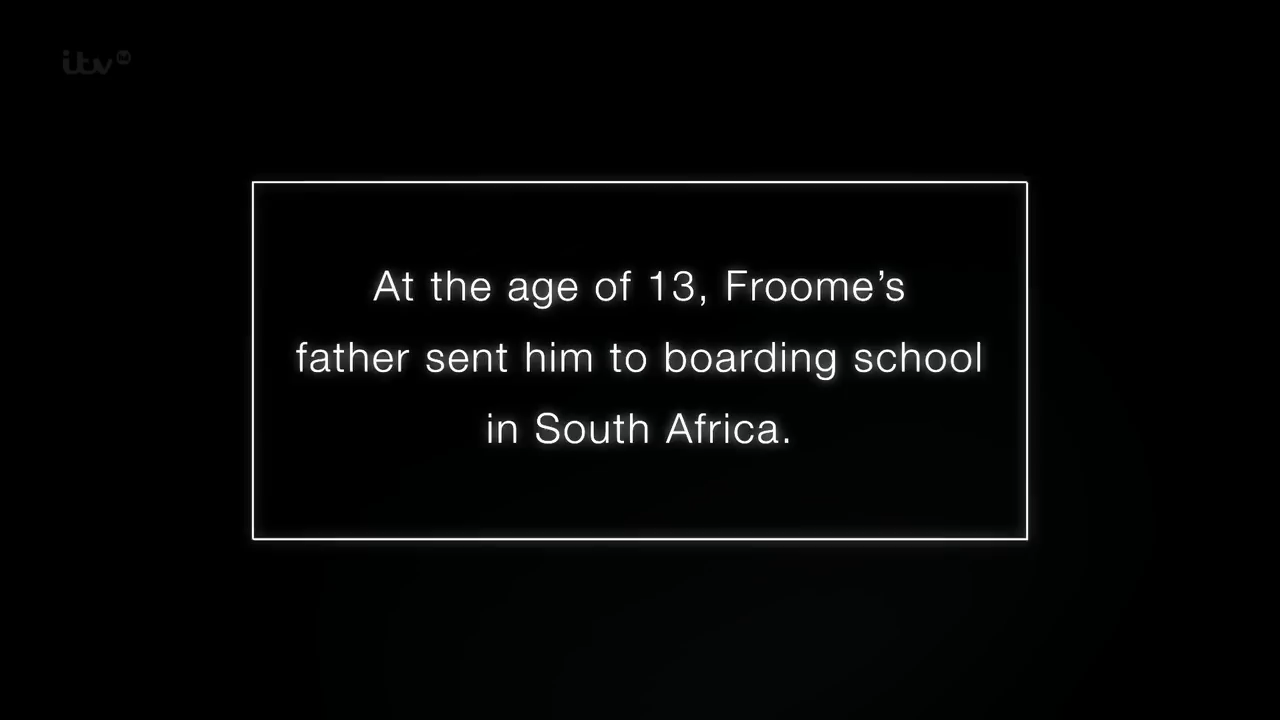 itv
At the age of 13, Froome’s
father sent him to boarding school
in South Africa.